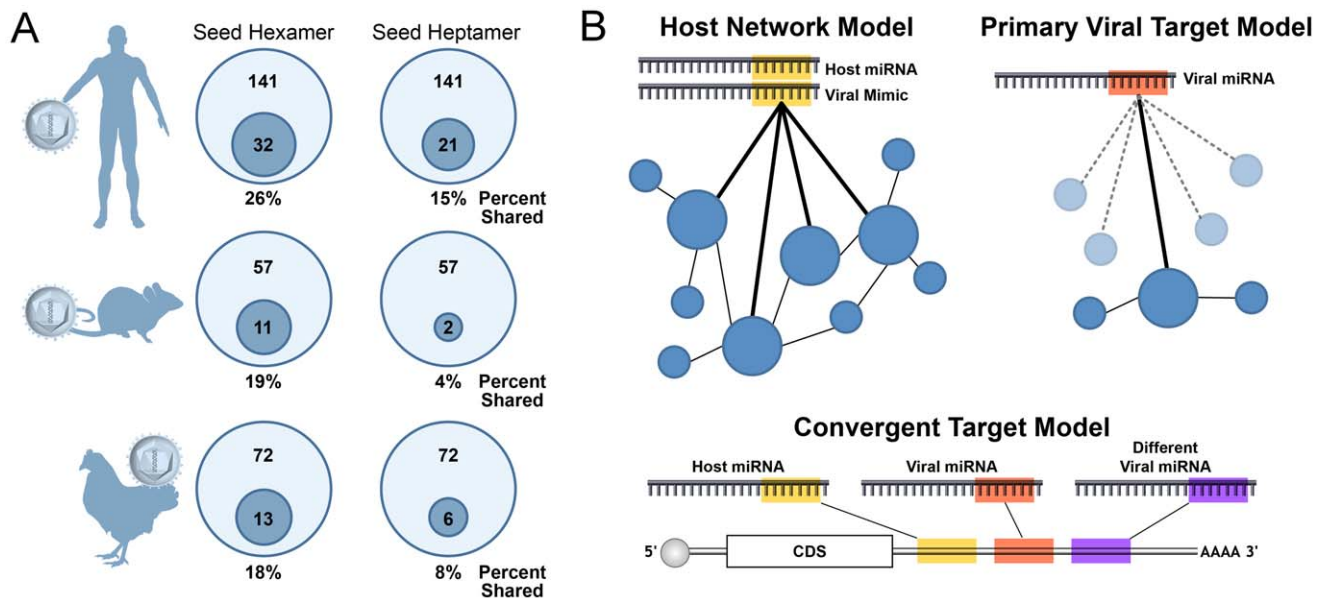 A
Seed Hexamer
Seed Heptamer
141
141
32
21
26%
15%
Percent
Shared
57
57
11
2
19%
4%
Percent
Shared
72
72
13
6
18%
8%
Percent
Shared
B
Host Network Model
Host miRNA
Viral Mimic
Primary Viral Target Model
Viral miRNA
Convergent Target Model
Host miRNA
Viral miRNA
Different
Viral miRNA
5'
CDS
AAAA 3'